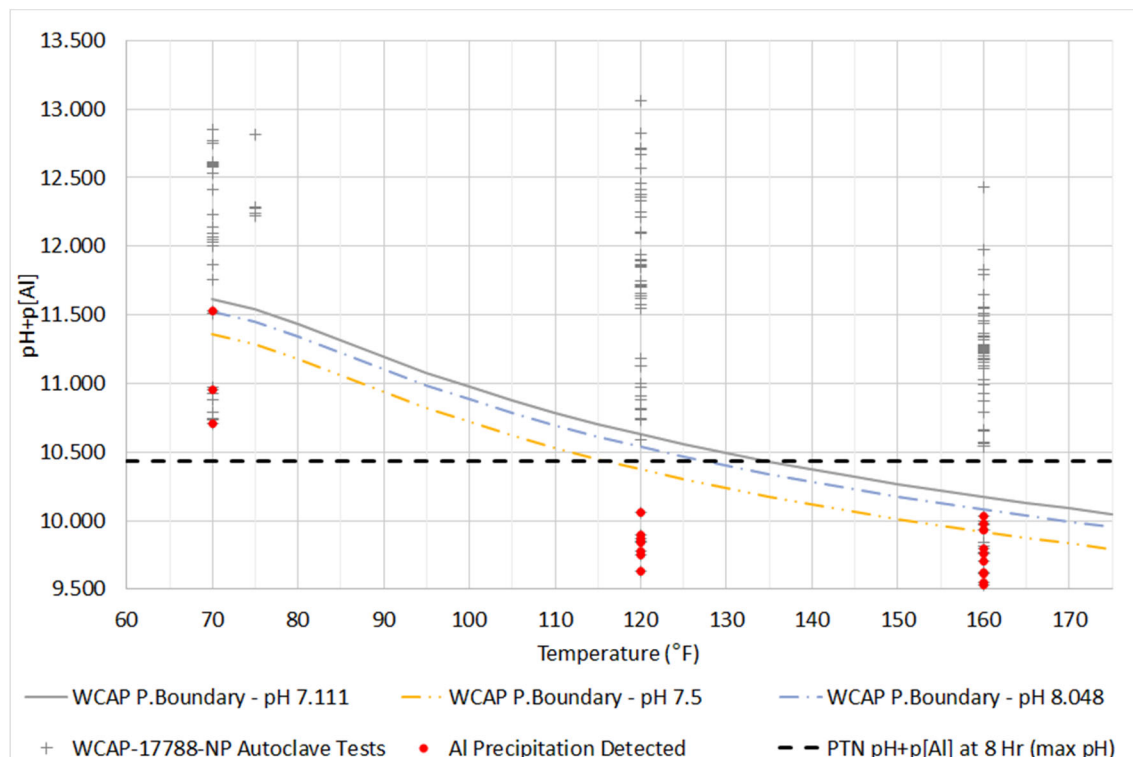 13.500
13.000
12.500
12.000
11.500
11.000
10.500
10.000
9.500
pH+p[Al]
60 70 80 90 100 110 120 130 140 150 160 170
Temperature (°F)
WCAP P.Boundary - pH 7.111 WCAP P.Boundary - pH 7.5 WCAP P.Boundary - pH 8.048
WCAP-17788-NP Autoclave Tests Al Precipitation Detected PTN pH+p[Al] at 8 Hr (max pH)